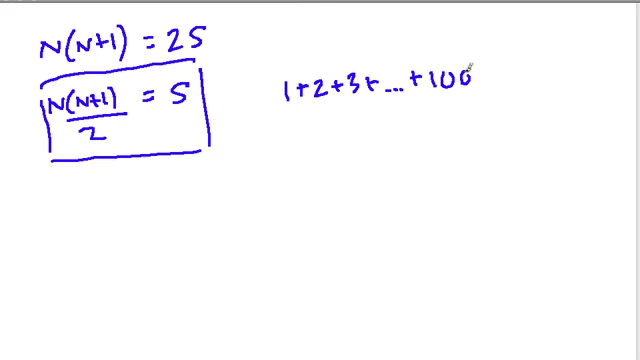 N(N+1) = 2S
N(N+1)/2 = S
1+2+3+...+100